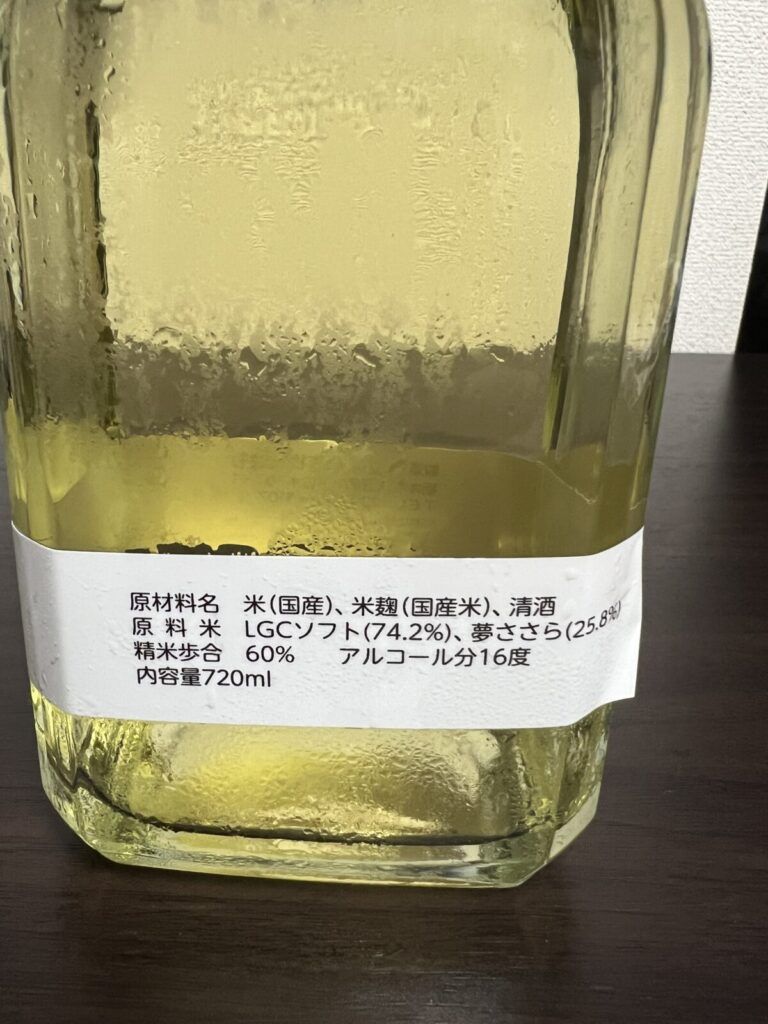 原材料名 米(国産)、米麹(国産米)、清酒
原料米 LGCソフト(74.2%)、夢ささら(25.8%)
精米歩合 60% アルコール分16度
内容量720ml